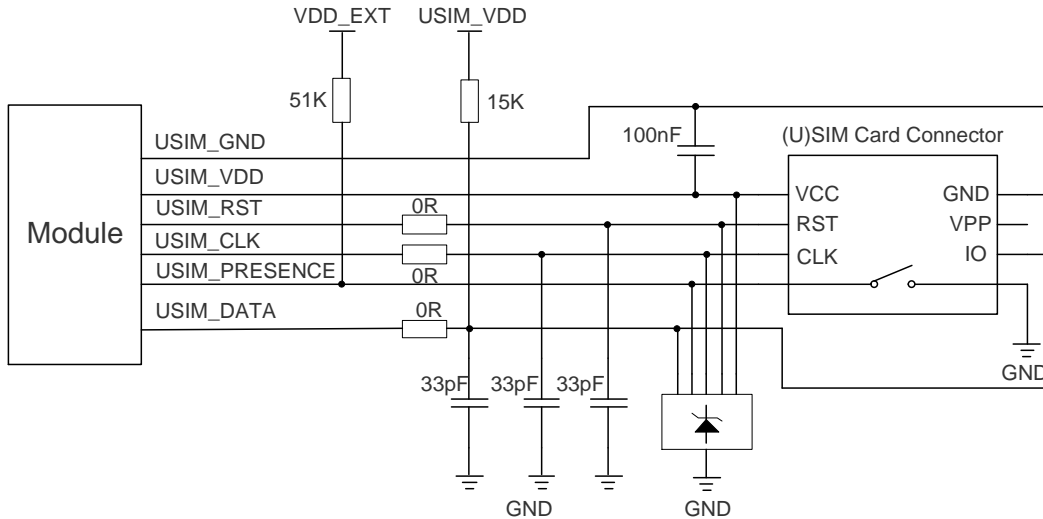 VDD_EXT USIM_VDD
51K 15K
100nF
(U)SIM Card Connector
Module
USIM_GND
USIM_VDD
USIM_RST
USIM_CLK
USIM_PRESENCE
USIM_DATA
0R
0R
0R
VCC GND
RST VPP
CLK IO
GND
33pF 33pF 33pF
GND GND